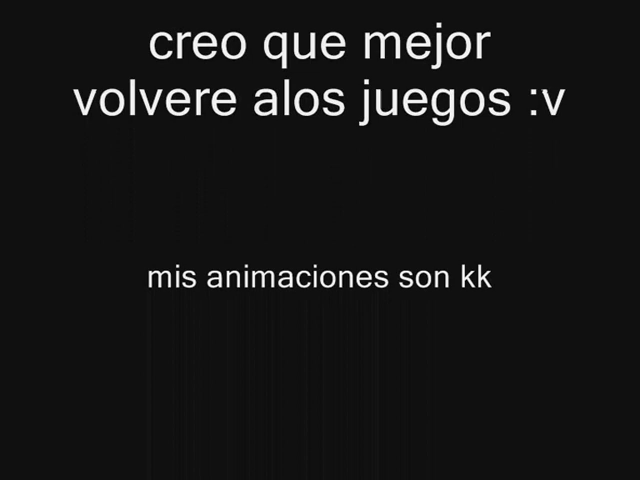 creo que mejor
volvere alos juegos :v
mis animaciones son kk